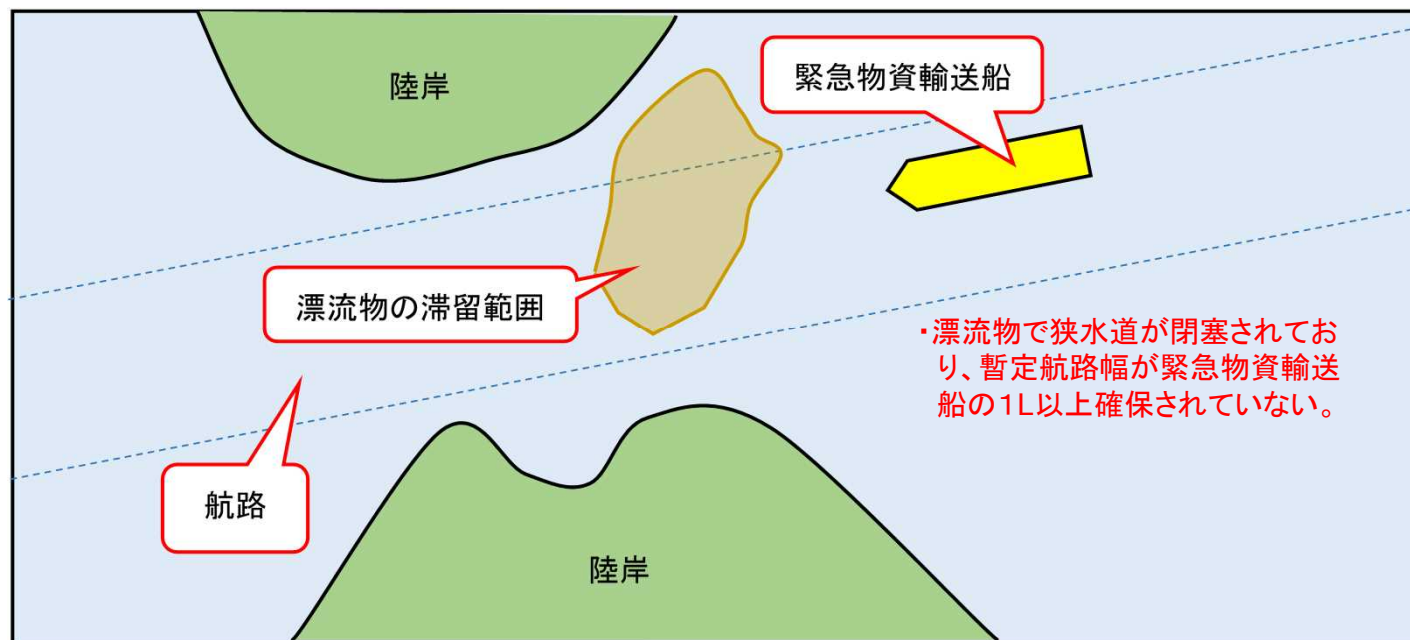 陸岸
緊急物資輸送船
漂流物の滞留範囲
・漂流物で狭水道が閉塞されてお
り、暫定航路幅が緊急物資輸送
船の1L以上確保されていない。
航路
陸岸